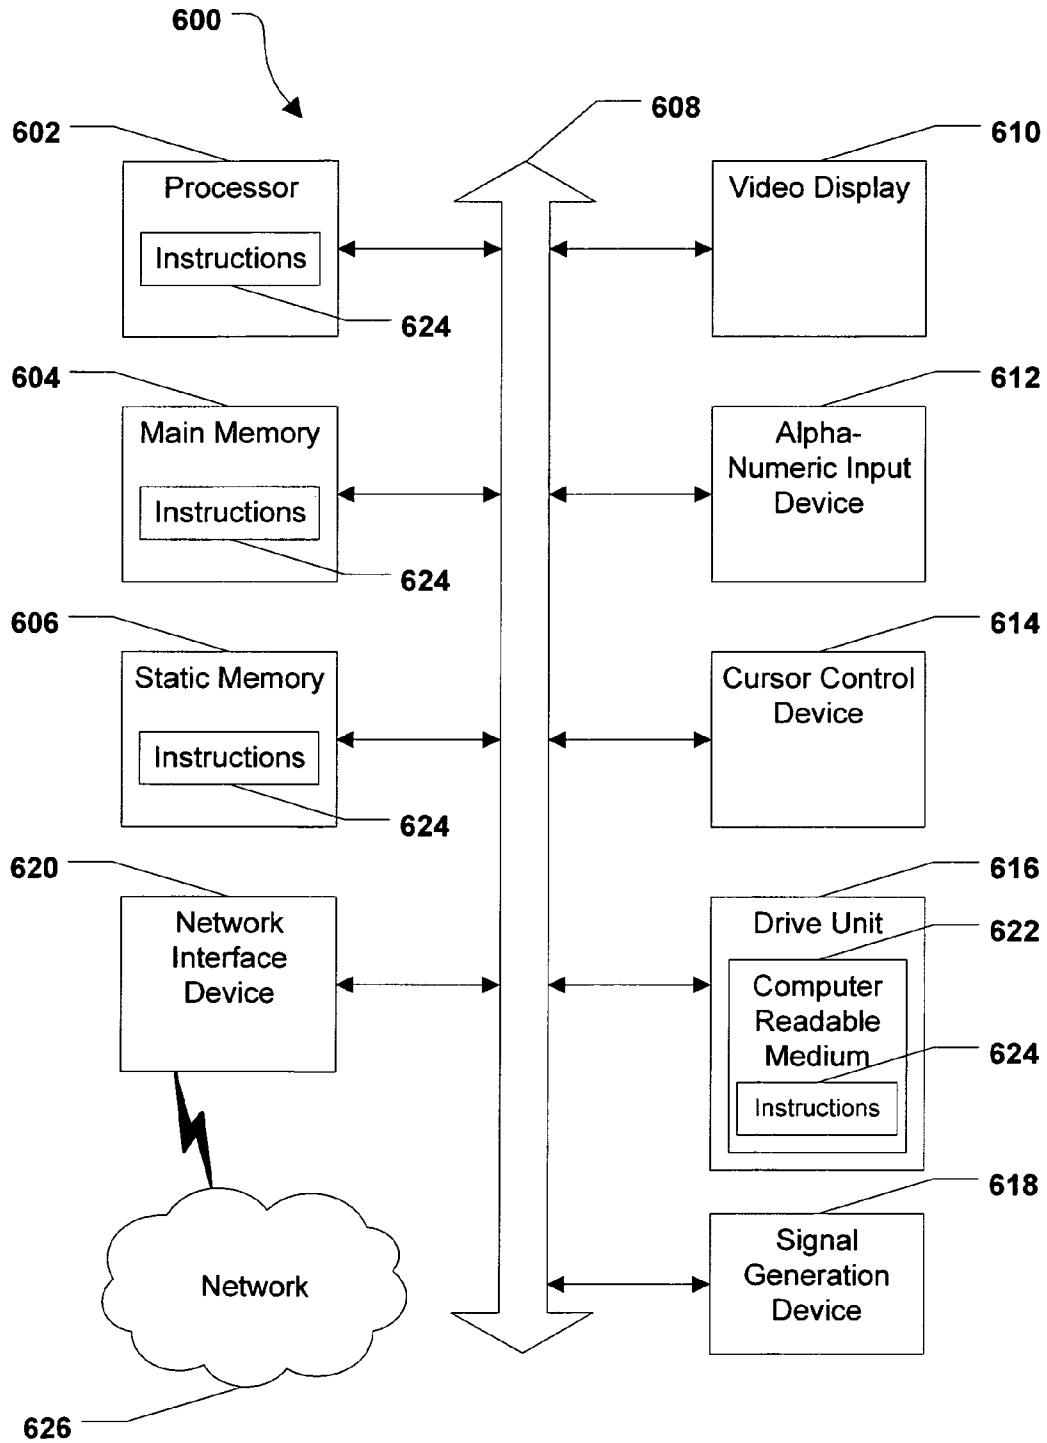 600
608
602
610
Processor
Video Display
Instructions
624
604
612
Main Memory
Alpha-
Numeric Input
Device
Instructions
624
606
614
Static Memory
Cursor Control
Device
Instructions
624
620
616
Network
Interface
Device
Drive Unit
622
Computer
Readable
Medium
624
Instructions
618
Signal
Generation
Device
Network
626